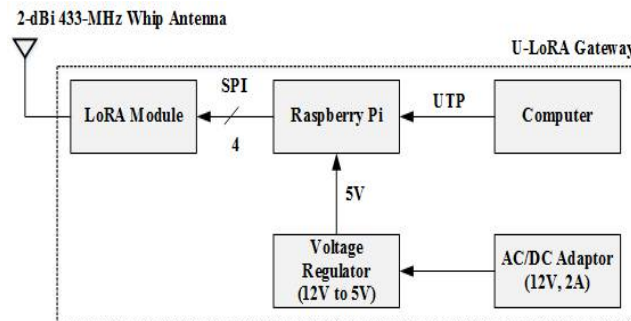 2-dBi 433-MHz Whip Antenna
U-LoRA Gateway
SPI
LoRA Module
4
Raspberry Pi
UTP
Computer
5V
Voltage
Regulator
(12V to 5V)
AC/DC Adaptor
(12V, 2A)